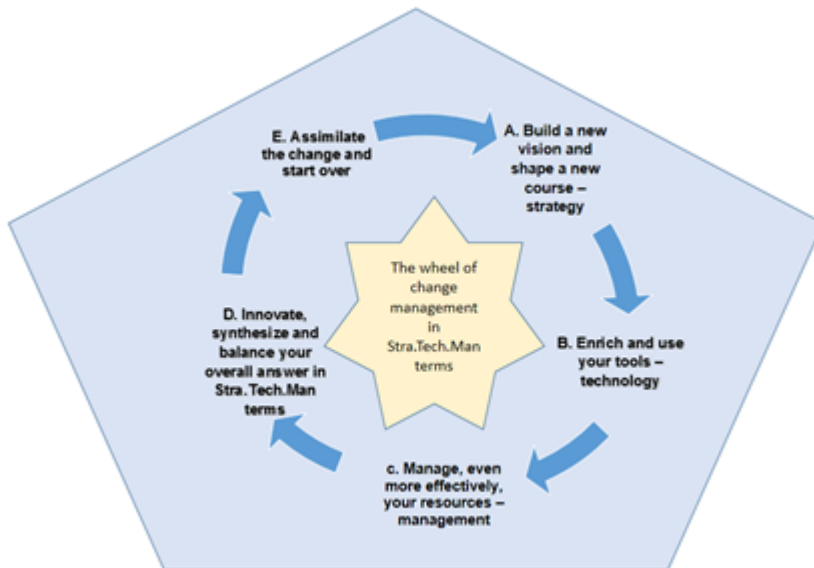 E. Assimilate
the change and
start over
A. Build a new
vision and
shape a new
course –
strategy
The wheel of
change
management
in
Stra.Tech.Man
terms
D. Innovate,
synthesize and
balance your
overall answer in
Stra.Tech.Man
terms
B. Enrich and use
your tools –
technology
c. Manage, even
more effectively,
your resources –
management